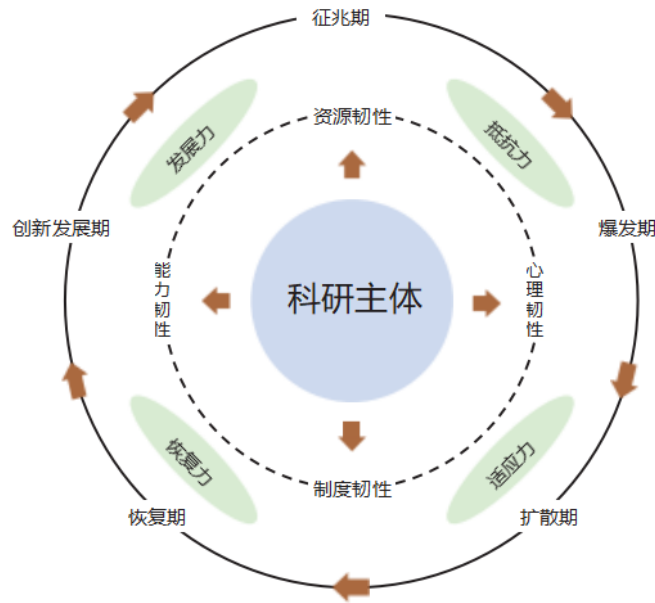 征兆期
资源韧性
发展力
抵抗力
创新发展期
爆发期
能力韧性
科研主体
心理韧性
恢复力
适应力
制度韧性
恢复期
扩散期